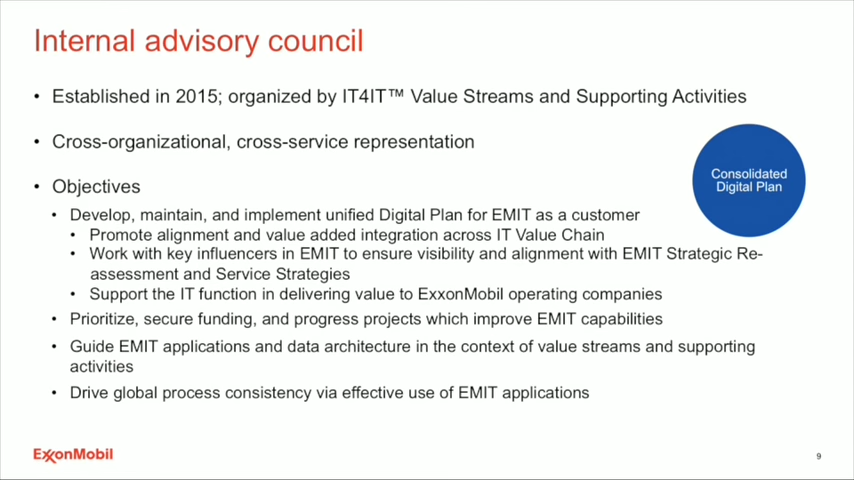 Internal advisory council
• Established in 2015; organized by IT4IT™ Value Streams and Supporting Activities
• Cross-organizational, cross-service representation
Consolidated
Digital Plan
• Objectives
• Develop, maintain, and implement unified Digital Plan for EMIT as a customer
• Promote alignment and value added integration across IT Value Chain
• Work with key influencers in EMIT to ensure visibility and alignment with EMIT Strategic Re-
assessment and Service Strategies
• Support the IT function in delivering value to ExxonMobil operating companies
• Prioritize, secure funding, and progress projects which improve EMIT capabilities
• Guide EMIT applications and data architecture in the context of value streams and supporting
activities
• Drive global process consistency via effective use of EMIT applications
ExxonMobil
9